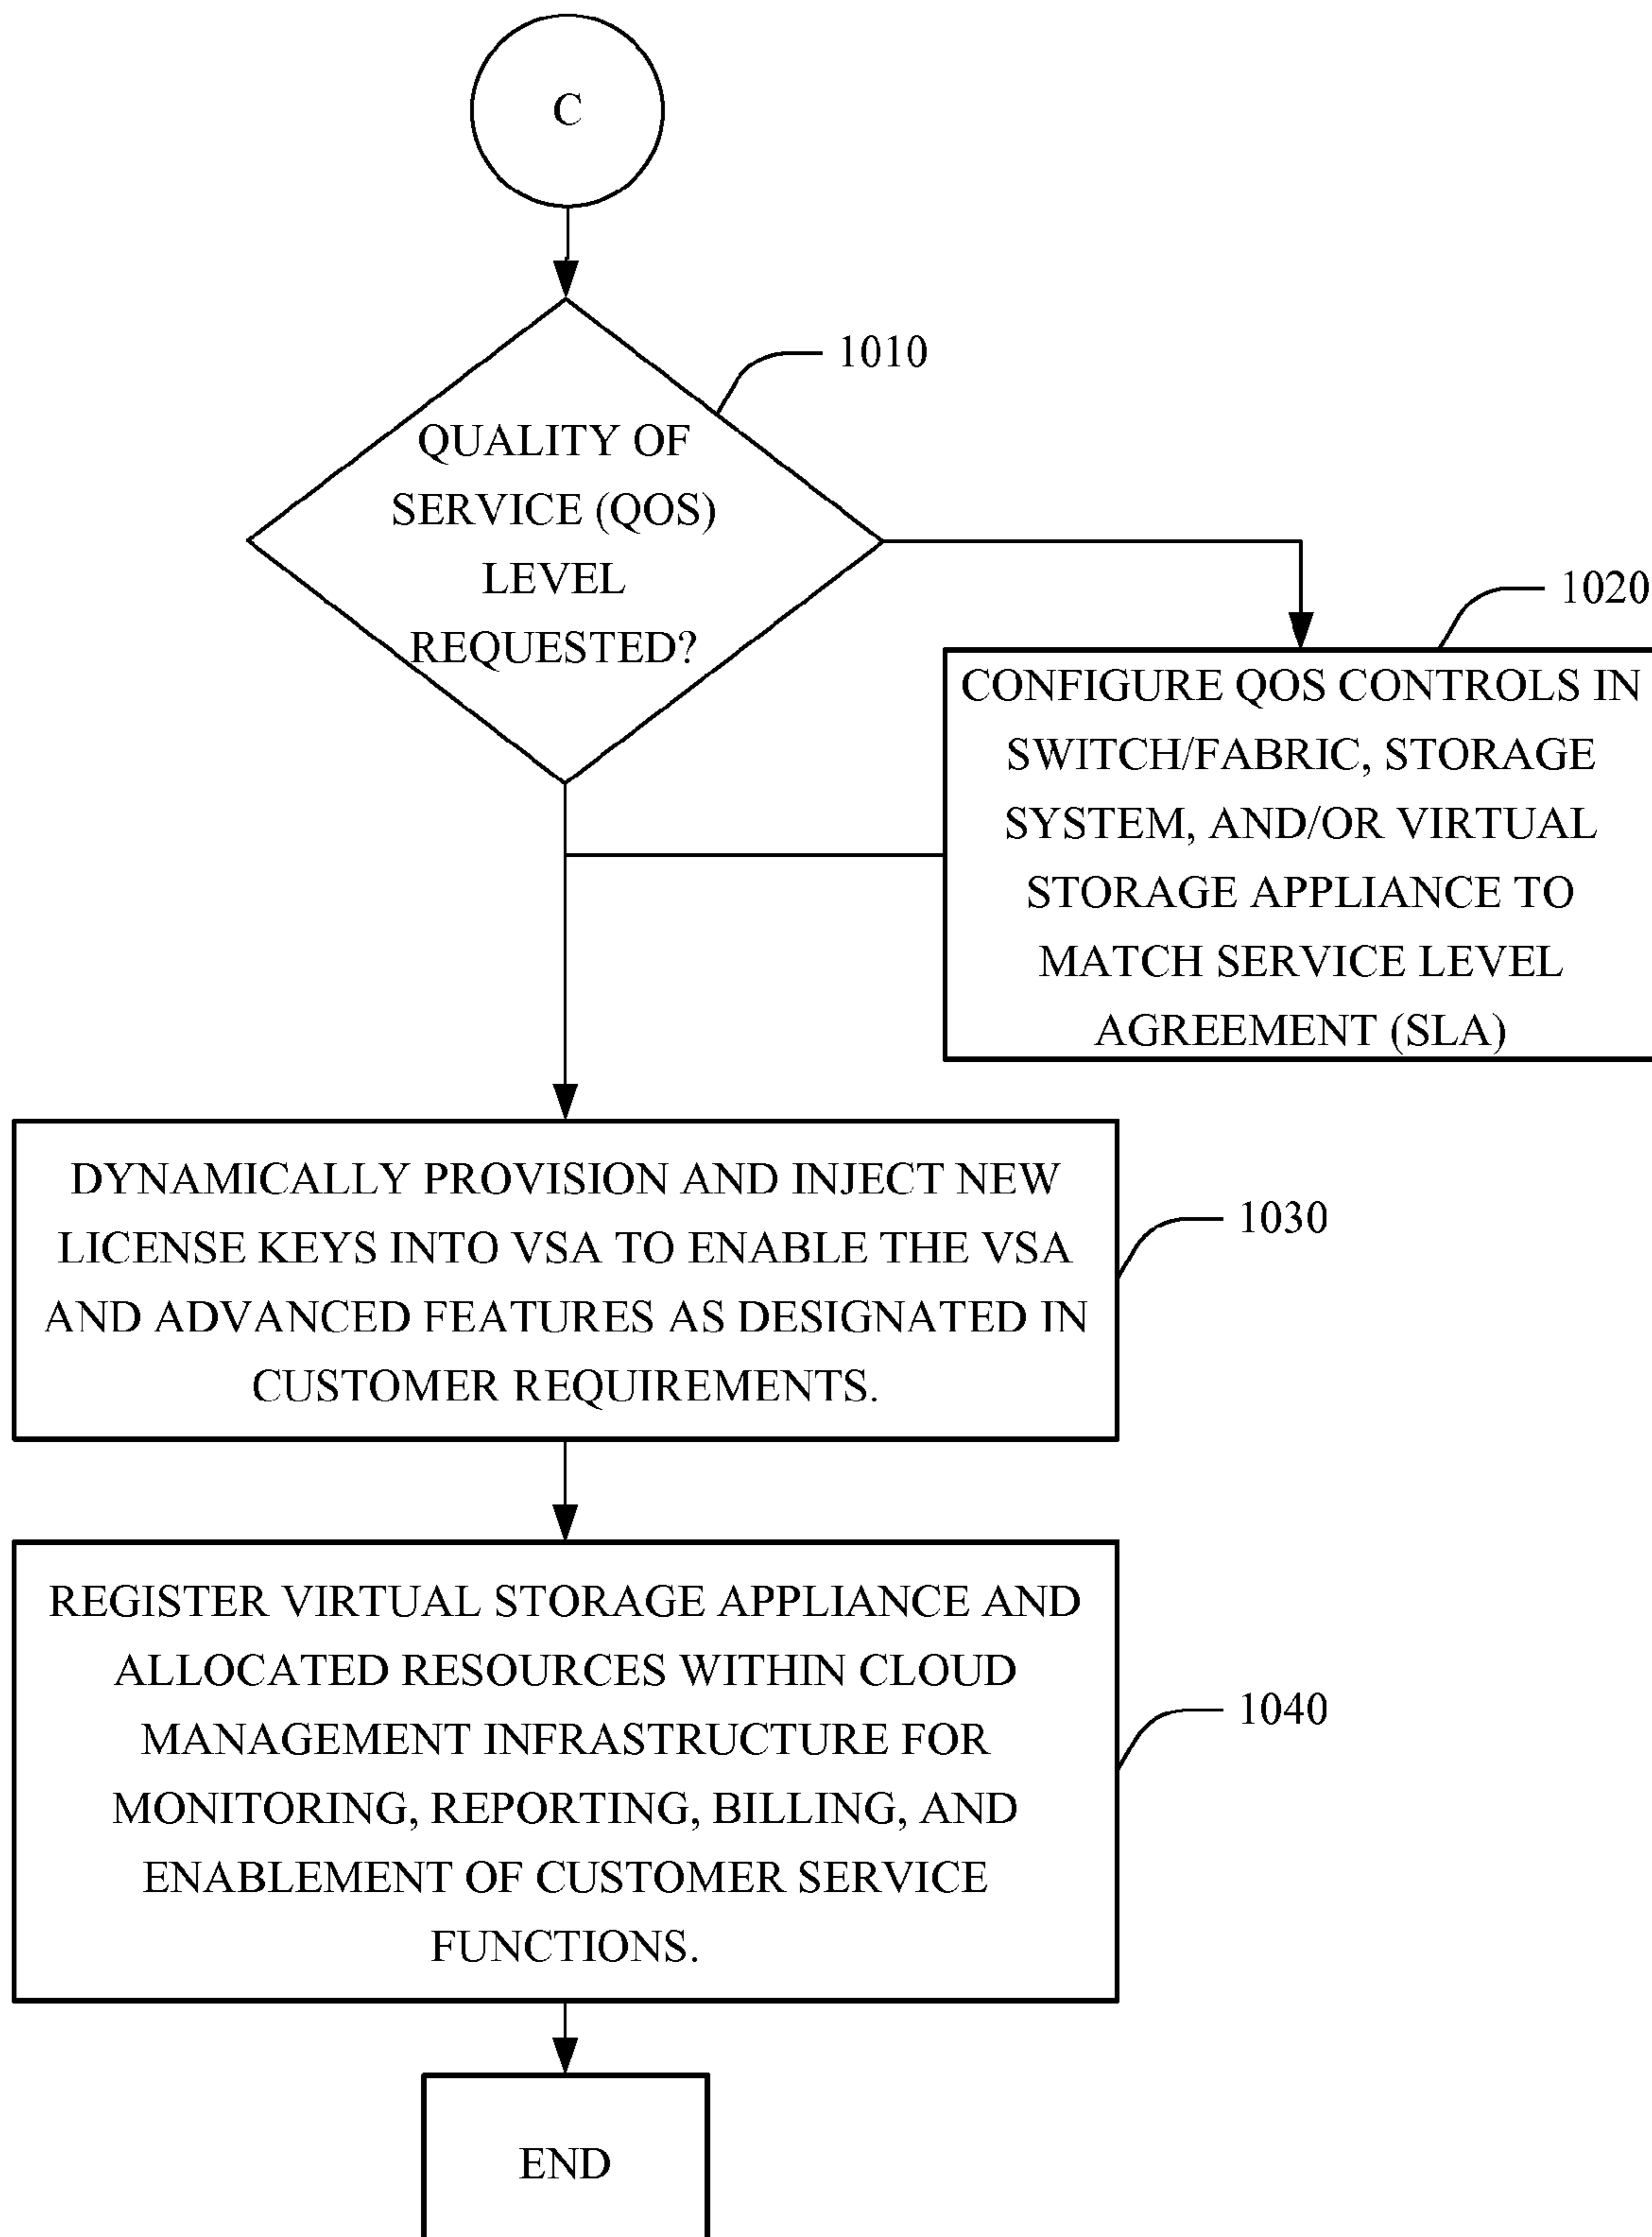 C
1010
QUALITY OF
SERVICE (QOS)
LEVEL
REQUESTED?
1020
CONFIGURE QOS CONTROLS IN
SWITCH/FABRIC, STORAGE
SYSTEM, AND/OR VIRTUAL
STORAGE APPLIANCE TO
MATCH SERVICE LEVEL
AGREEMENT (SLA)
DYNAMICALLY PROVISION AND INJECT NEW
LICENSE KEYS INTO VSA TO ENABLE THE VSA
AND ADVANCED FEATURES AS DESIGNATED IN
CUSTOMER REQUIREMENTS.
1030
REGISTER VIRTUAL STORAGE APPLIANCE AND
ALLOCATED RESOURCES WITHIN CLOUD
MANAGEMENT INFRASTRUCTURE FOR
MONITORING, REPORTING, BILLING, AND
ENABLEMENT OF CUSTOMER SERVICE
FUNCTIONS.
1040
END